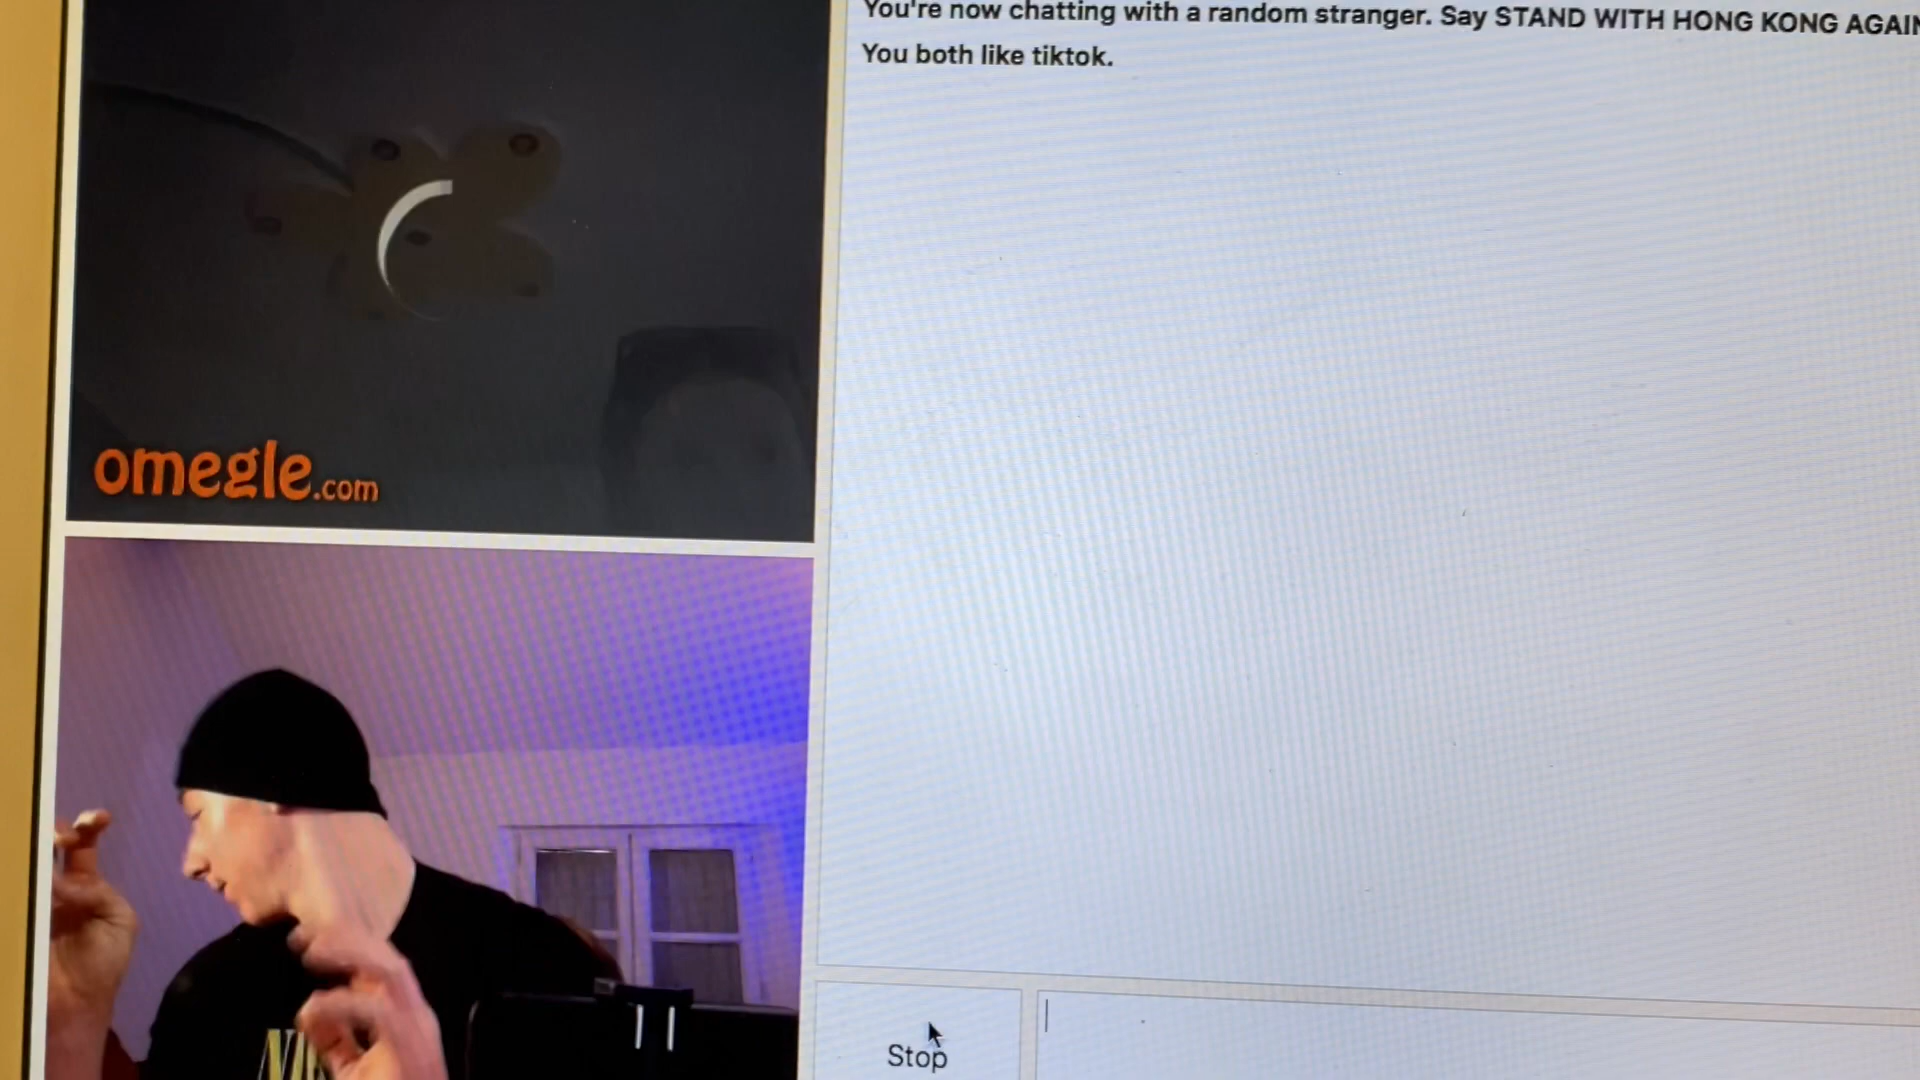 You're now chatting with a random stranger. Say STAND WITH HONG KONG AGAIN
You both like tiktok.
omegle.com
Stop